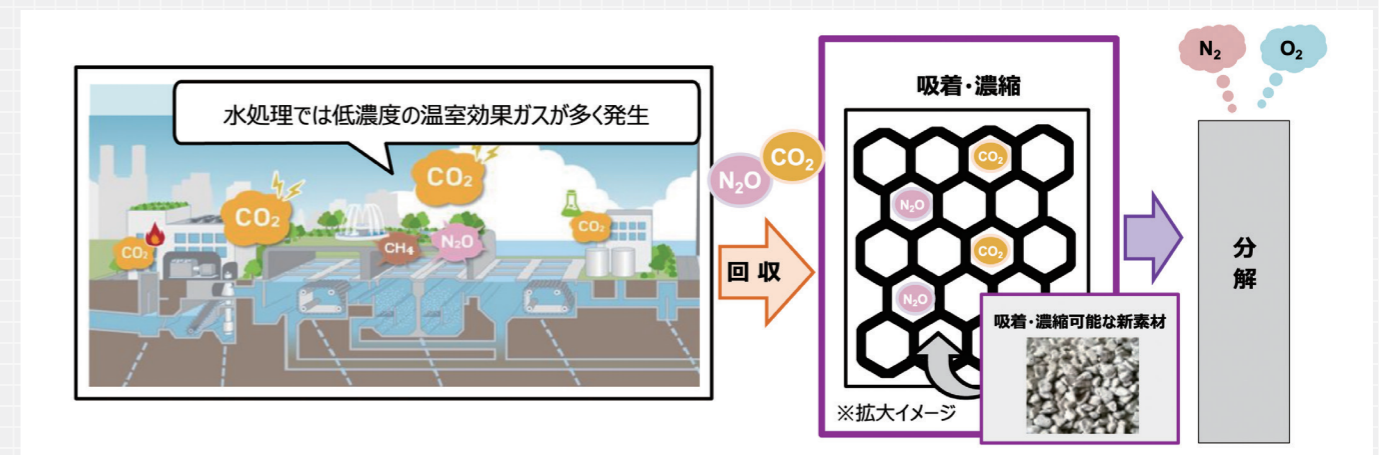 水処理では低濃度の温室効果ガスが多く発生
CO₂
CO₂
CO₂
CH₄
N₂O
CO₂
N₂O
CO₂
回収
吸着・濃縮
CO₂
N₂O
CO₂
N₂O
※拡大イメージ
吸着・濃縮可能な新素材
N₂
O₂
分解